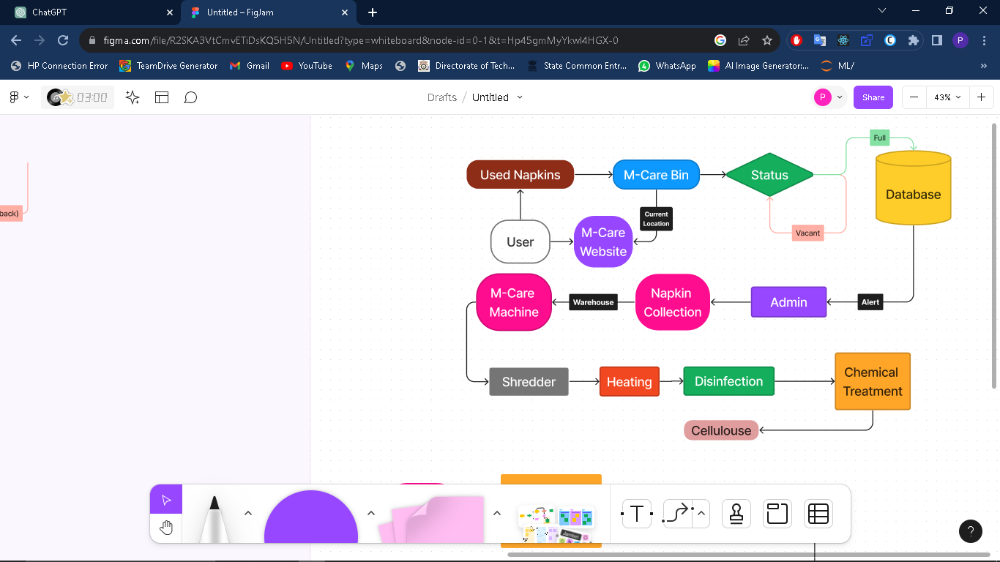 ChatGPT
Untitled – FigJam
figma.com/file/R2SKA3VtCmvETiDsKQ5H5N/Untitled?type=whiteboard&node-id=0-1&t=Hp45gmMyYkwl4HGX-0
P
HP Connection Error
TeamDrive Generator
Gmail
YouTube
Maps
Directorate of Tech...
State Common Entr...
WhatsApp
AI Image Generator:...
ML/
»
03:00
Drafts / Untitled
P
Share
43%
back)
Used Napkins
M-Care Bin
Status
Full
Database
Current
Location
User
M-Care
Website
Vacant
M-Care
Machine
Warehouse
Napkin
Collection
Admin
Alert
Shredder
Heating
Disinfection
Chemical
Treatment
Cellulouse
T
?